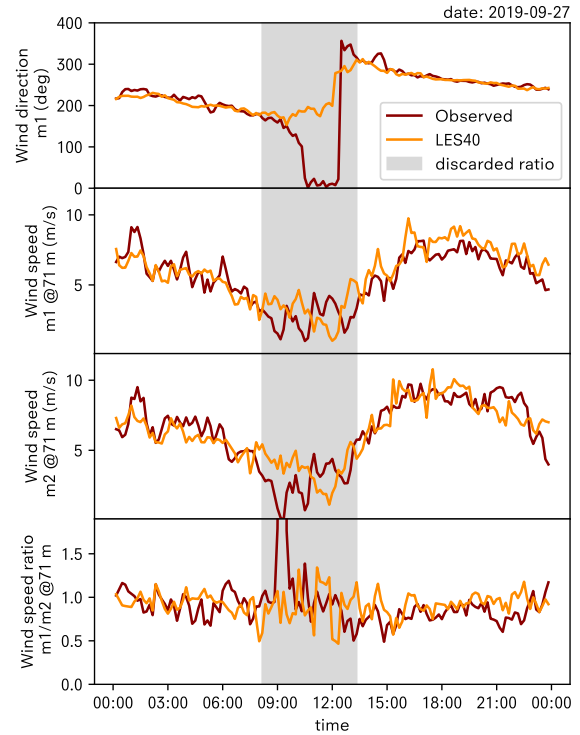 date: 2019-09-27
Wind direction
m1 (deg)
400
300
200
100
0
Observed
LES40
discarded ratio
Wind speed
m1 @71 m (m/s)
10
5
Wind speed
m2 @71 m (m/s)
10
5
Wind speed ratio
m1/m2 @71 m
1.5
1.0
0.5
0.0
00:00 03:00 06:00 09:00 12:00 15:00 18:00 21:00 00:00
time